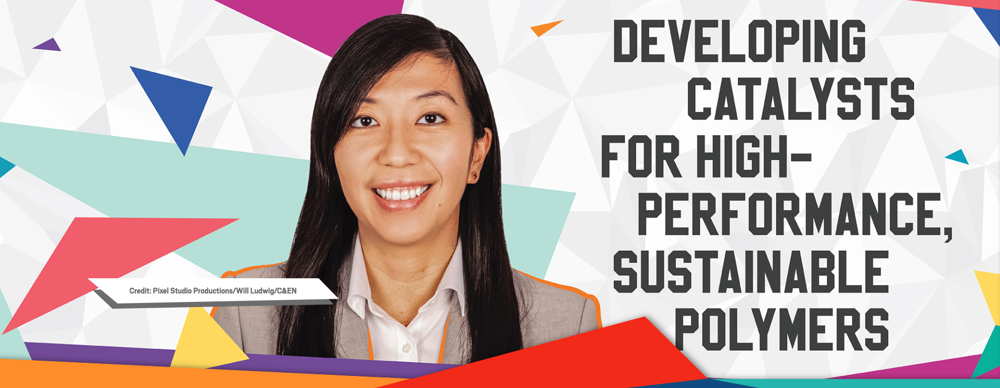 DEVELOPING
CATALYSTS
FOR HIGH-
PERFORMANCE,
SUSTAINABLE
POLYMERS
Credit: Pixel Studio Productions/Will Ludwig/C&EN